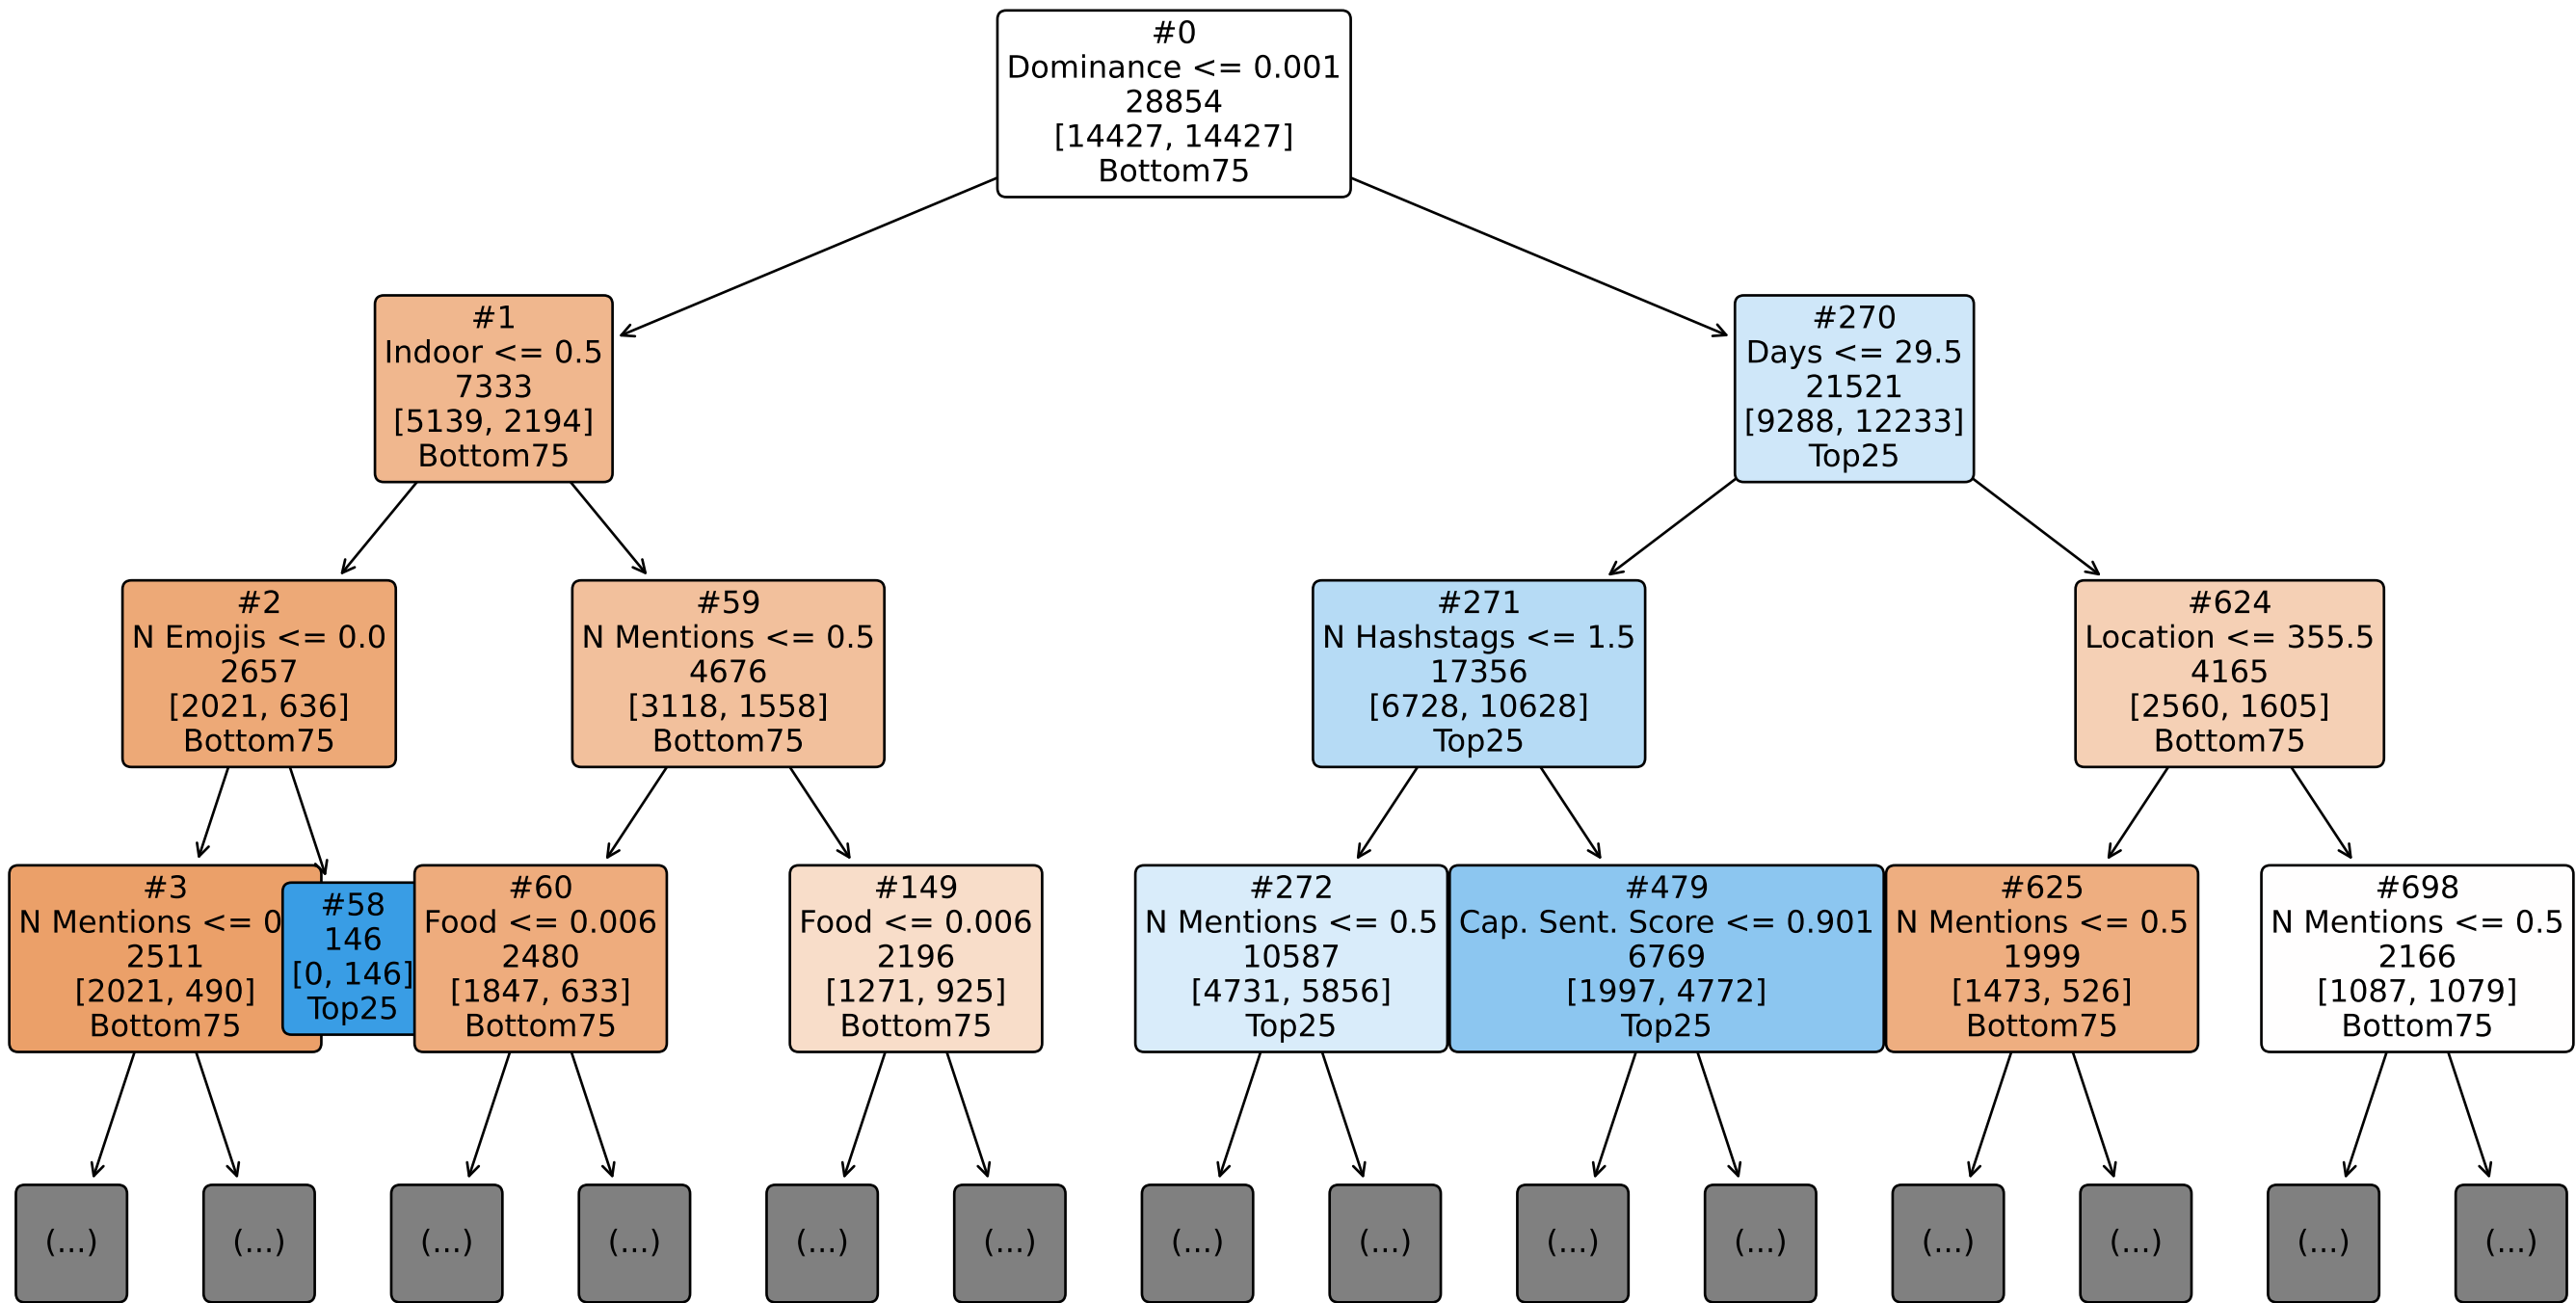 #0
Dominance <= 0.001
28854
[14427, 14427]
Bottom75
#1
Indoor <= 0.5
7333
[5139, 2194]
Bottom75
#270
Days <= 29.5
21521
[9288, 12233]
Top25
#2
N Emojis <= 0.0
2657
[2021, 636]
Bottom75
#59
N Mentions <= 0.5
4676
[3118, 1558]
Bottom75
#271
N Hashstags <= 1.5
17356
[6728, 10628]
Top25
#624
Location <= 355.5
4165
[2560, 1605]
Bottom75
#3
N Mentions <= 0
2511
[2021, 490]
Bottom75
#58
146
[0, 146]
Top25
#60
Food <= 0.006
2480
[1847, 633]
Bottom75
#149
Food <= 0.006
2196
[1271, 925]
Bottom75
#272
N Mentions <= 0.5
10587
[4731, 5856]
Top25
#479
Cap. Sent. Score <= 0.901
6769
[1997, 4772]
Top25
#625
N Mentions <= 0.5
1999
[1473, 526]
Bottom75
#698
N Mentions <= 0.5
2166
[1087, 1079]
Bottom75
(...)
(...)
(...)
(...)
(...)
(...)
(...)
(...)
(...)
(...)
(...)
(...)
(...)
(...)